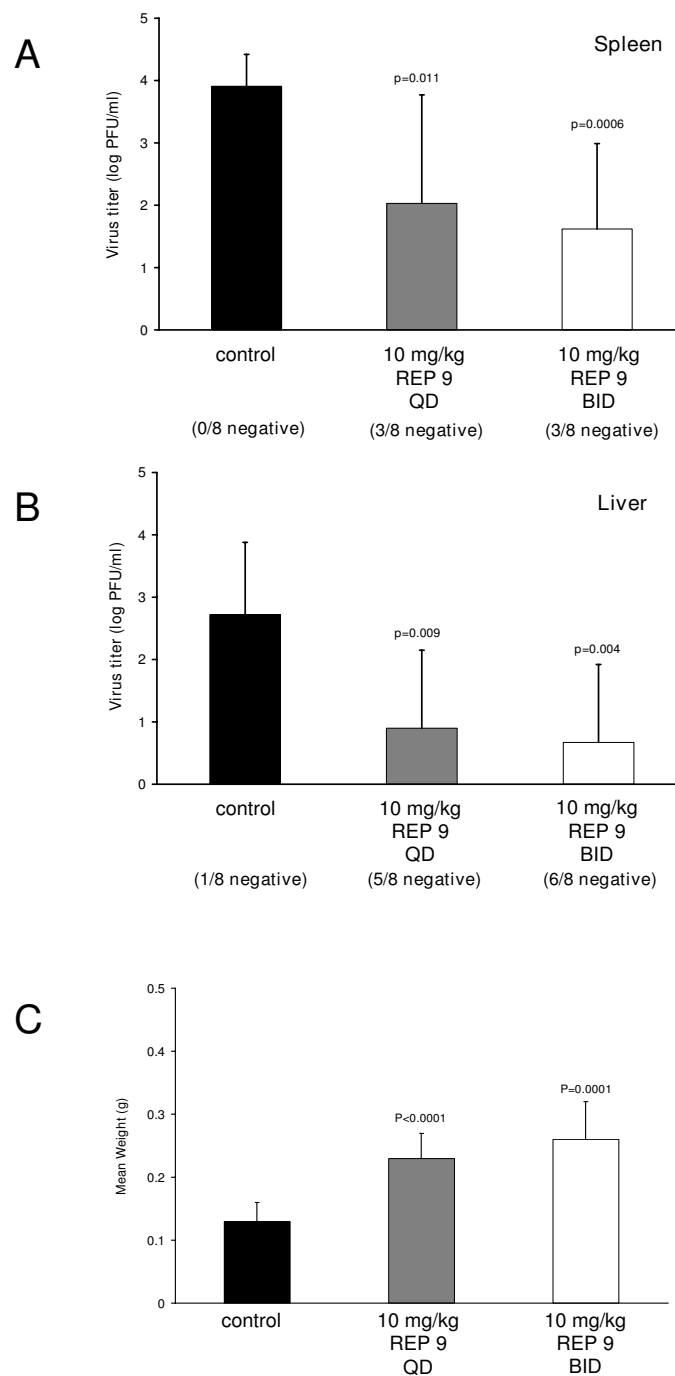 A
Spleen
Virus titer (log PFU/ml)
5
4
3
2
1
0
p=0.011
p=0.0006
control
10 mg/kg
REP 9
QD
10 mg/kg
REP 9
BID
(0/8 negative)
(3/8 negative)
(3/8 negative)
B
Liver
Virus titer (log PFU/ml)
5
4
3
2
1
0
p=0.009
p=0.004
control
10 mg/kg
REP 9
QD
10 mg/kg
REP 9
BID
(1/8 negative)
(5/8 negative)
(6/8 negative)
C
Mean Weight (g)
0.5
0.4
0.3
0.2
0.1
0
P<0.0001
P=0.0001
control
10 mg/kg
REP 9
QD
10 mg/kg
REP 9
BID